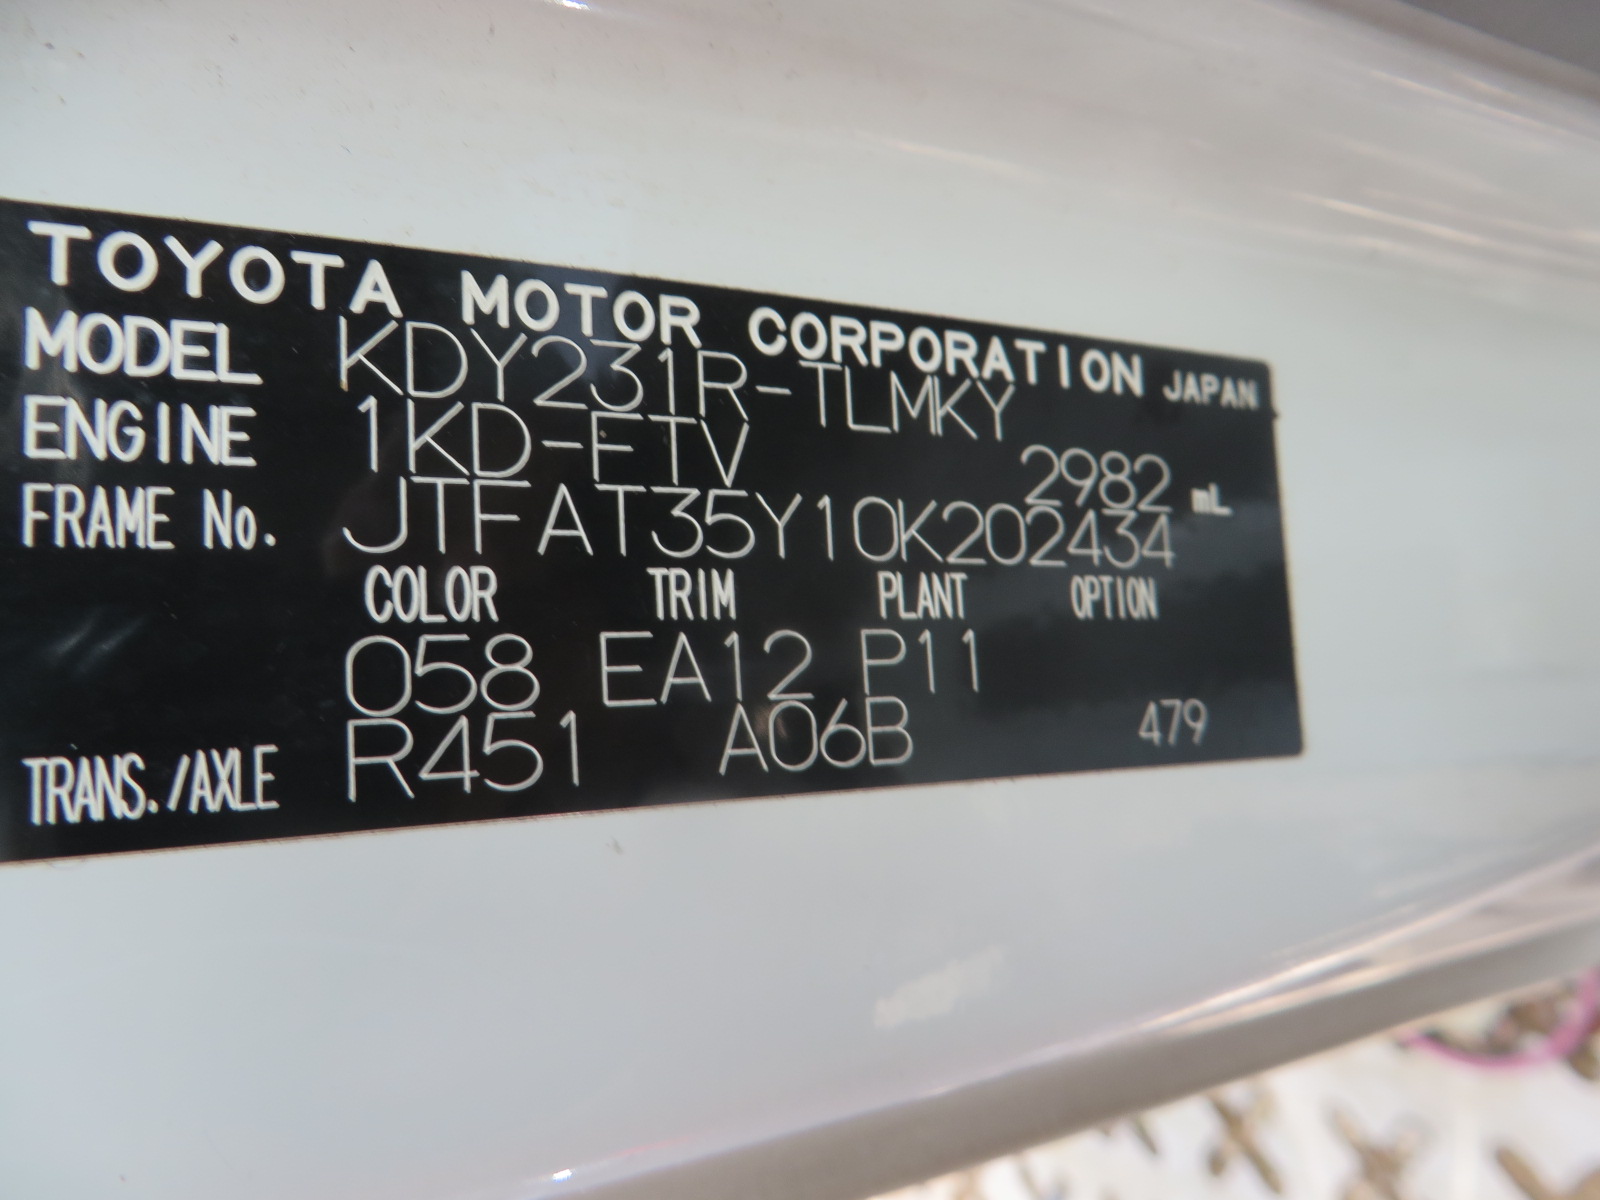 TOYOTA MOTOR CORPORATION JAPAN
MODEL KDY231R-TLMKY
ENGINE 1KD-FTV 2982 mL
FRAME No. JTFAT35Y10K202434
COLOR TRIM PLANT OPTION
058 EA12 P11
TRANS./AXLE R451 A06B 479